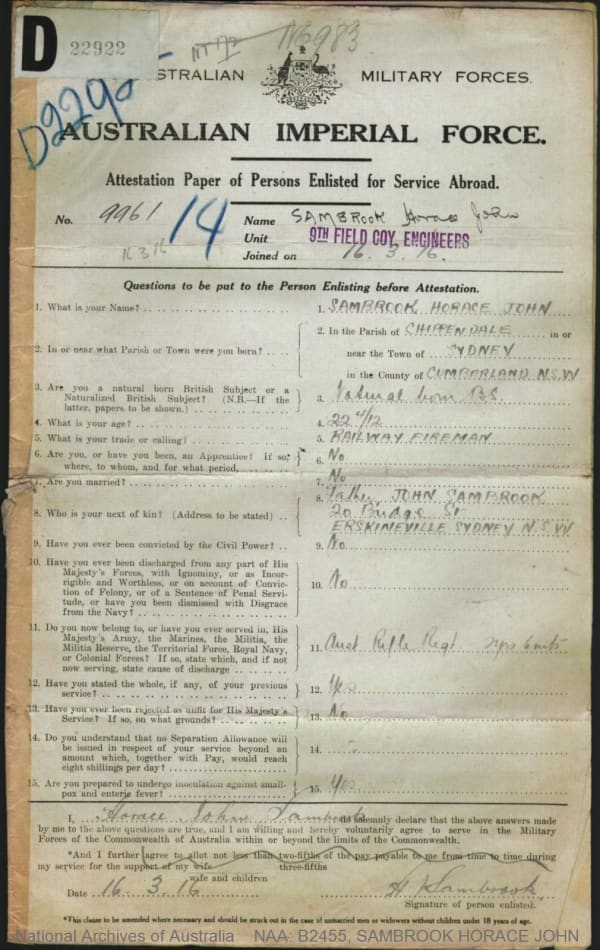 D 22922
NT 172
N6983
D2290
STRALIAN MILITARY FORCES.
AUSTRALIAN IMPERIAL FORCE.
Attestation Paper of Persons Enlisted for Service Abroad.
No. 9961
14
16 3 16
Name SAMBROOK Horace John
Unit 9TH FIELD COY, ENGINEERS
Joined on 16. 3. 16.
Questions to be put to the Person Enlisting before Attestation.
1. What is your Name? 1. SAMBROOK HORACE JOHN
2. In or near what Parish or Town were you born? 2. In the Parish of CHIPPENDALE in or
near the Town of SYDNEY
in the County of CUMBERLAND N.S.W
3. Are you a natural born British Subject or a
Naturalized British Subject? (N.B.—If the
latter, papers to be shown.) 3. Natural born B.S.
4. What is your age? 4. 22 4/12
5. What is your trade or calling? 5. RAILWAY FIREMAN
6. Are you, or have you been, an Apprentice? If so,
where, to whom, and for what period. 6. No
7. Are you married? 7. No
8. Who is your next of kin? (Address to be stated) 8. Father JOHN SAMBROOK
20 Bridge St
ERSKINEVILLE SYDNEY N.S.W
9. Have you ever been convicted by the Civil Power? 9. No
10. Have you ever been discharged from any part of His
Majesty's Forces, with Ignominy, or as Incor-
rigible and Worthless, or on account of Convic-
tion of Felony, or of a Sentence of Penal Servi-
tude, or have you been dismissed with Disgrace
from the Navy? 10. No
11. Do you now belong to, or have you ever served in, His
Majesty's Army, the Marines, the Militia, the
Militia Reserve, the Territorial Force, Royal Navy,
or Colonial Forces? If so, state which, and if not
now serving, state cause of discharge 11. Aust Rifle Regt
12. Have you stated the whole, if any, of your previous
service? 12. Yes
13. Have you ever been rejected as unfit for His Majesty's
Service? If so, on what grounds? 13. No
14. Do you understand that no Separation Allowance will
be issued in respect of your service beyond an
amount which, together with Pay, would reach
eight shillings per day? 14.
15. Are you prepared to undergo inoculation against small-
pox and enteric fever? 15. Yes
I, Horace John Sambrook do solemnly declare that the above answers made
by me to the above questions are true, and I am willing and hereby voluntarily agree to serve in the Military
Forces of the Commonwealth of Australia within or beyond the limits of the Commonwealth.
*And I further agree to allot not less than two-fifths of the pay payable to me from time to time during
my service for the support of my wife three-fifths
wife and children
Date 16. 3. 16 H J Sambrook
Signature of person enlisted.
*This clause to be amended where necessary and should be struck out in the case of unmarried men or widowers without children under 18 years of age.
National Archives of Australia NAA: B2455, SAMBROOK HORACE JOHN